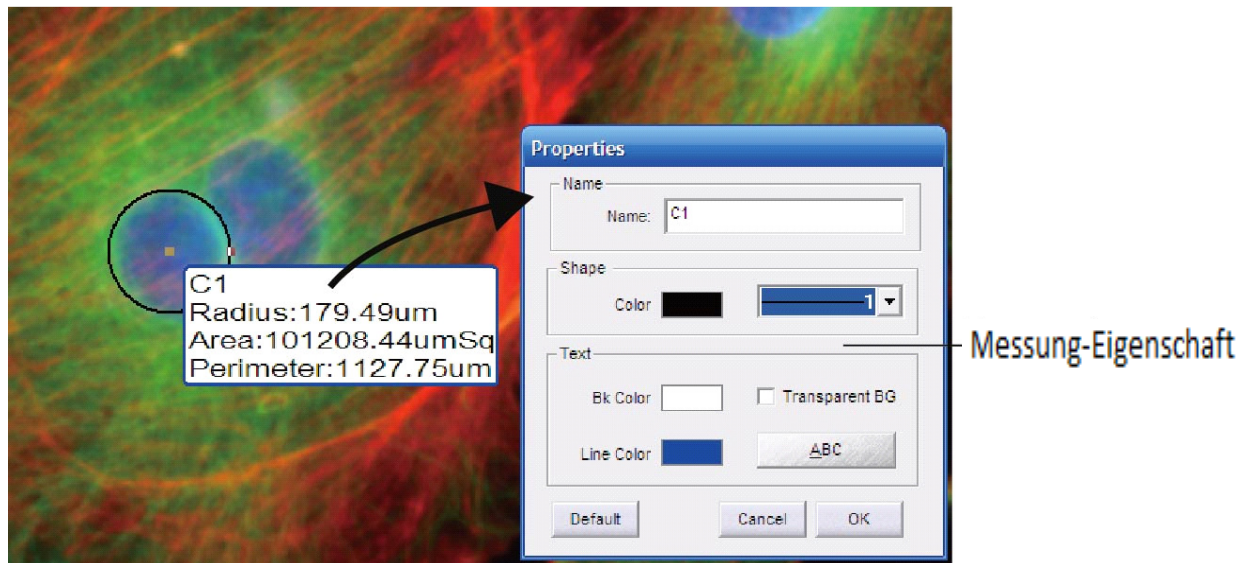 C1
Radius:179.49um
Area:101208.44umSq
Perimeter:1127.75um
Properties
Name
Name: C1
Shape
Color 1
Text
Bk Color Transparent BG
Line Color ABC
Default Cancel OK
Messung-Eigenschaft